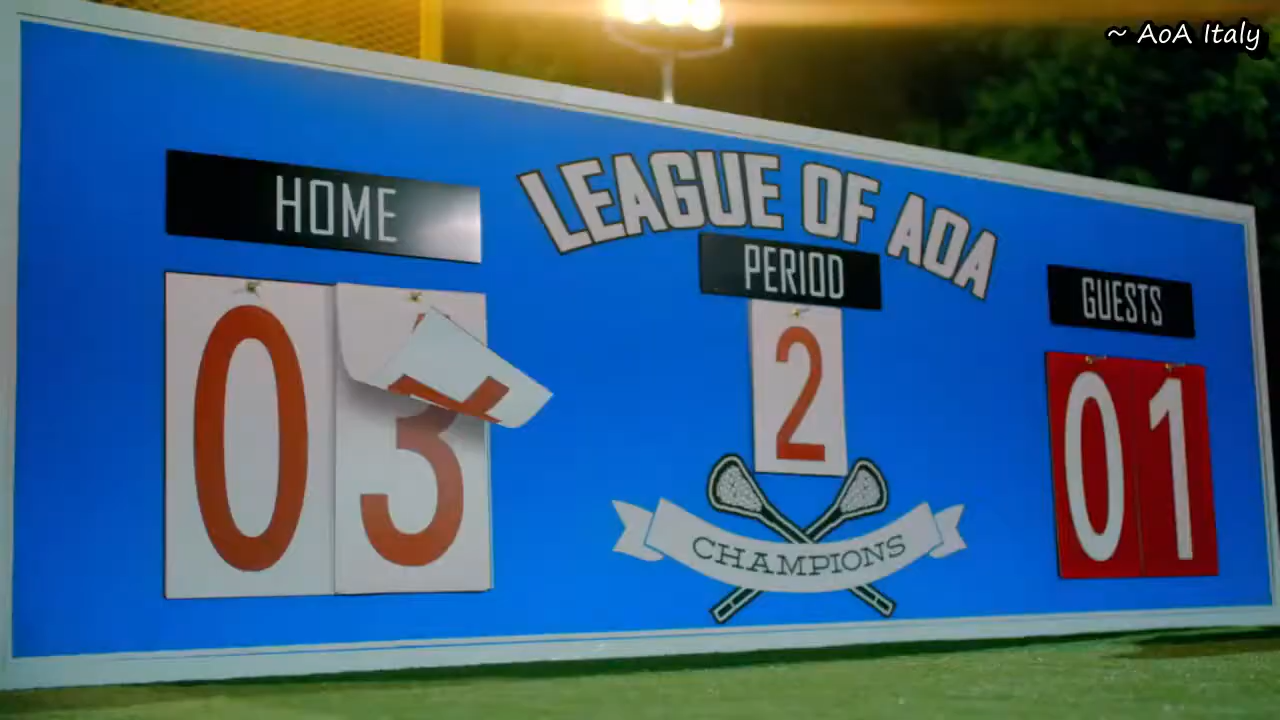 ~ AoA Italy
LEAGUE OF AOA
HOME
PERIOD
GUESTS
03
2
01
CHAMPIONS